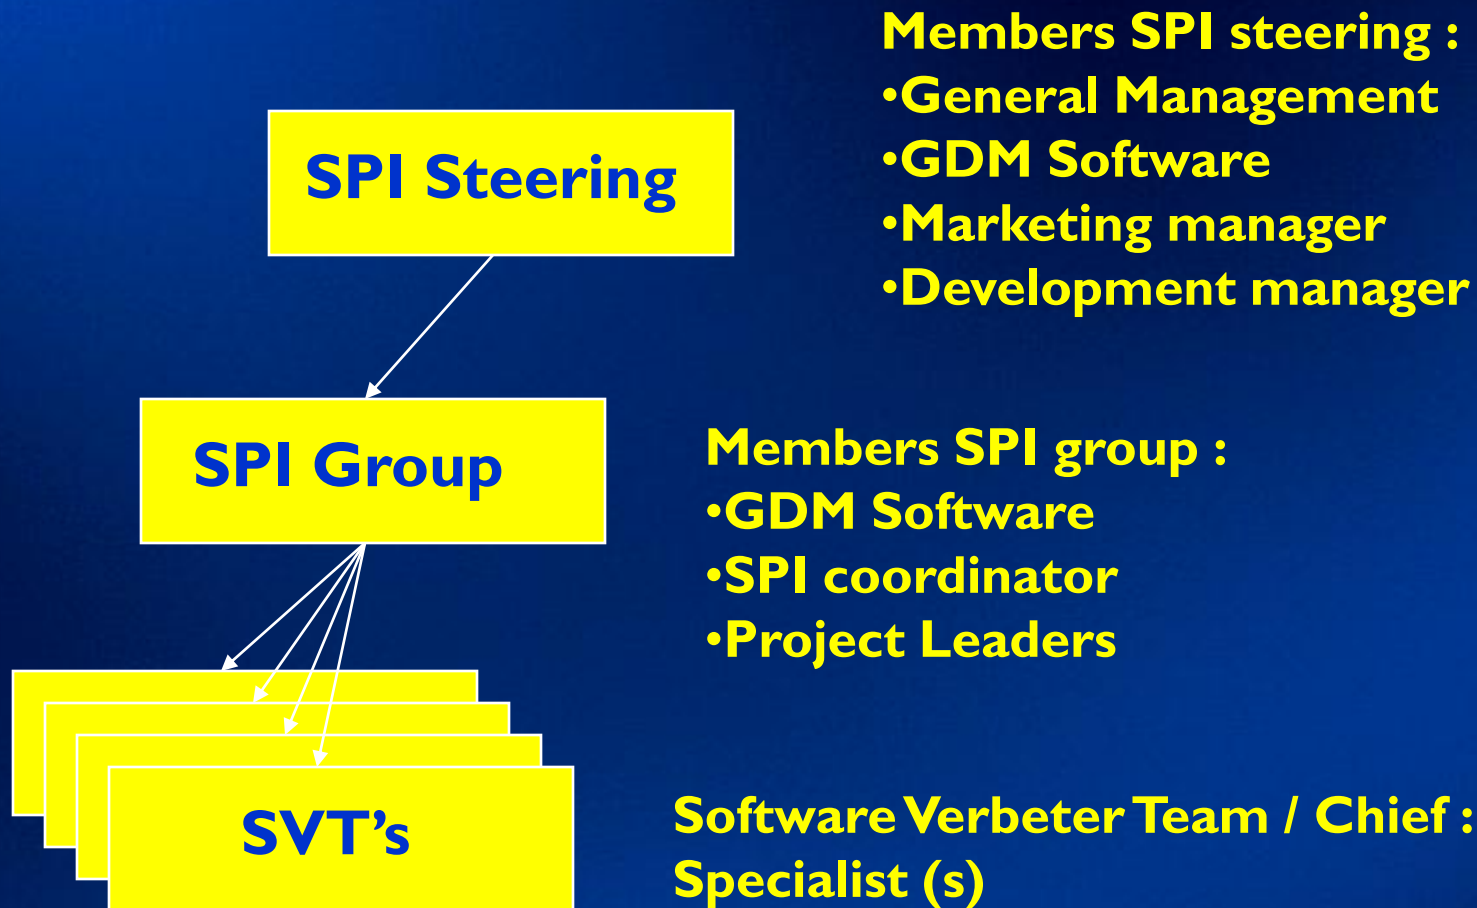 Members SPI steering :
•General Management
•GDM Software
•Marketing manager
•Development manager
SPI Steering
SPI Group
Members SPI group :
•GDM Software
•SPI coordinator
•Project Leaders
SVT’s
Software Verbeter Team / Chief :
Specialist (s)